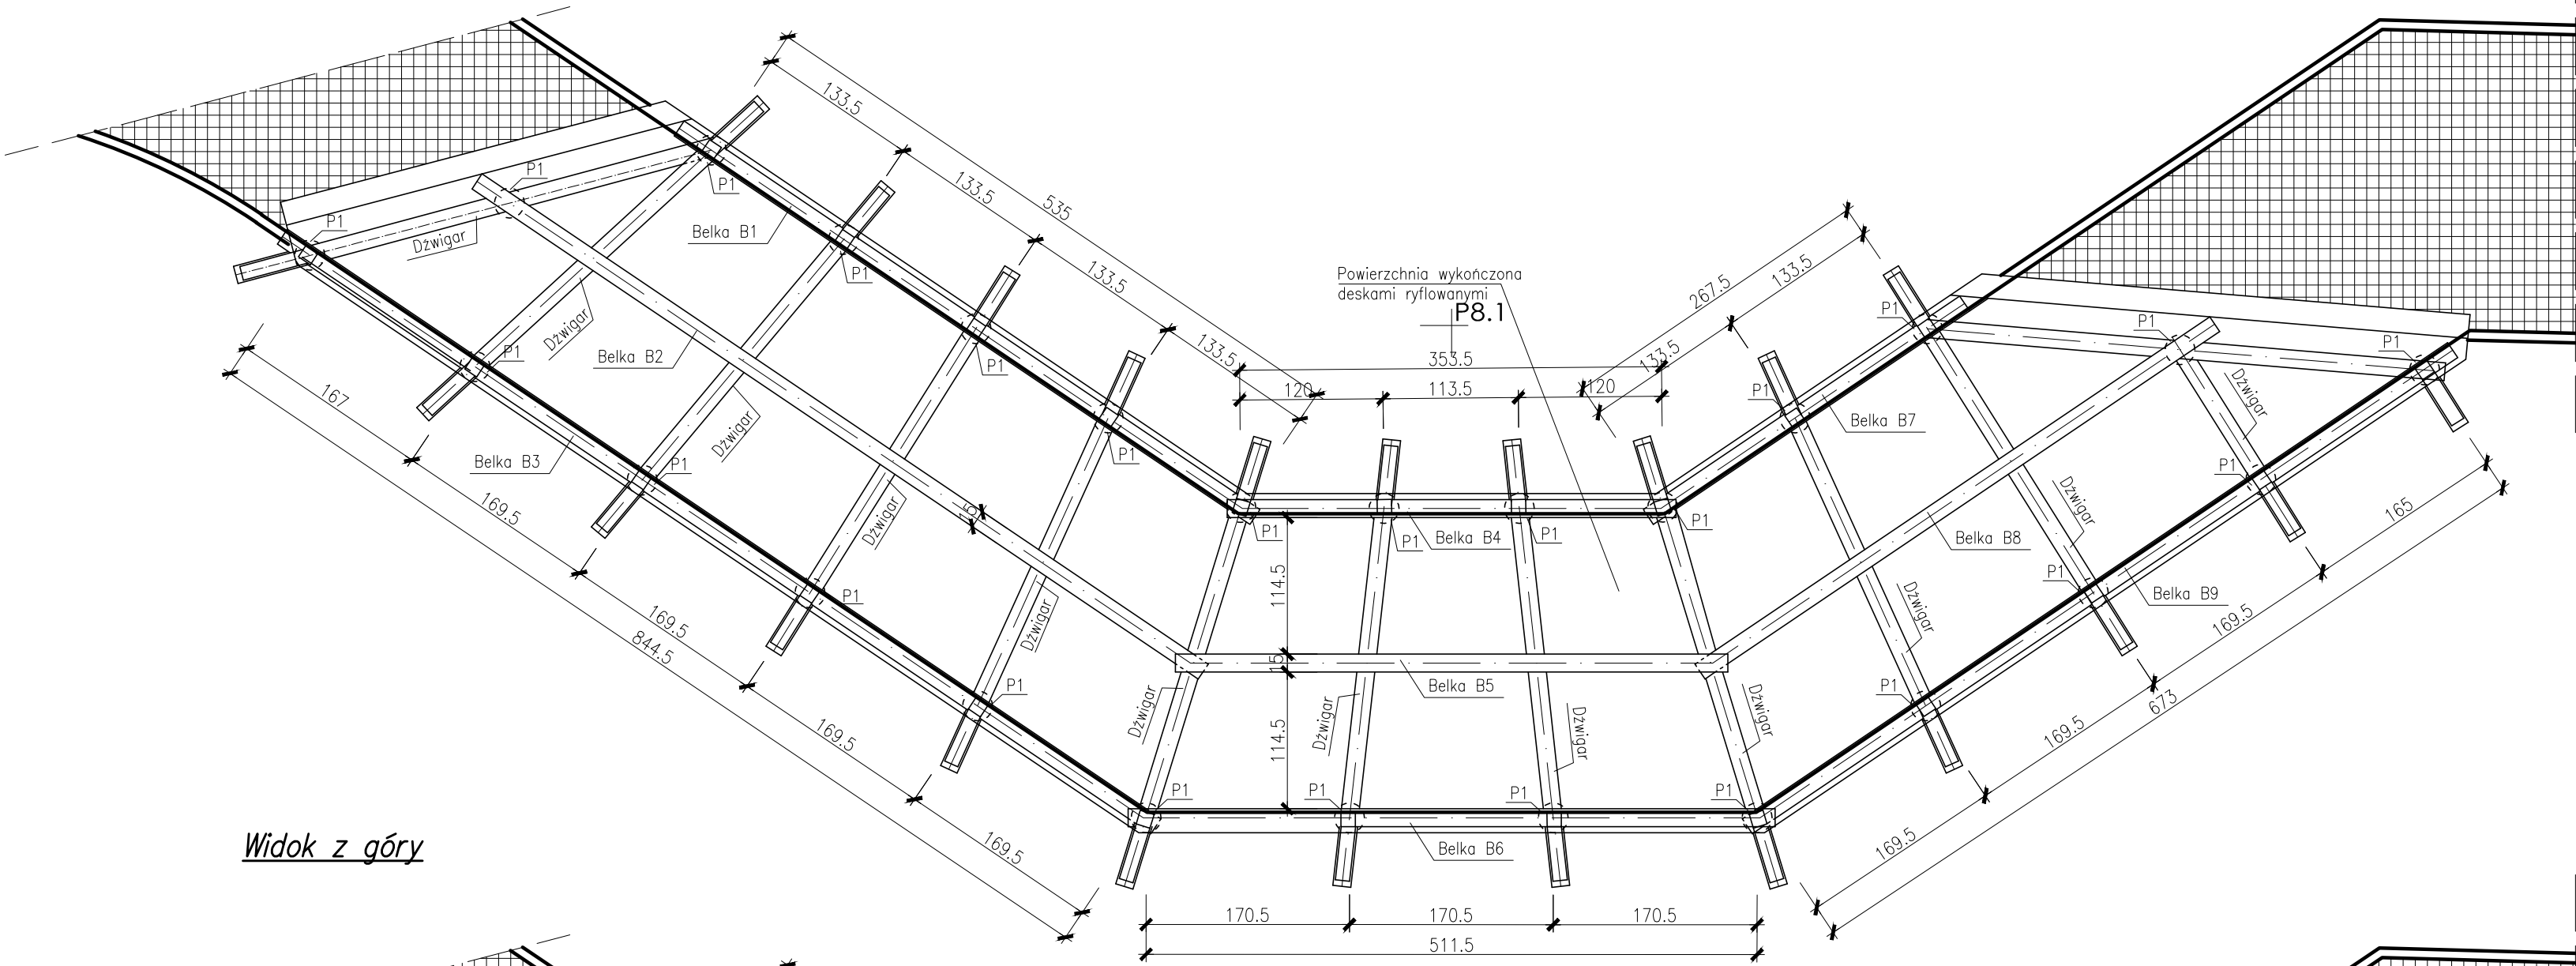 133.5
133.5
535
133.5
133.5
P1
P1
P1
Dźwigar
Belka B1
P1
P1
P1
P1
Dźwigar
Belka B2
Dźwigar
Belka B3
P1
P1
Dźwigar
Dźwigar
15
P1
167
169.5
169.5
844.5
169.5
169.5
Powierzchnia wykończona
deskami ryflowanymi
P8.1
353.5
120
113.5
120
267.5
133.5
133.5
P1
P1
P1
P1
Belka B4
Belka B7
P1
P1
P1
P1
Dźwigar
Dźwigar
Belka B8
P1
P1
Dźwigar
Belka B9
P1
114.5
15
114.5
Belka B5
Dźwigar
Dźwigar
Dźwigar
Dźwigar
P1
P1
P1
P1
Belka B6
165
169.5
673
169.5
169.5
170.5
170.5
170.5
511.5
Widok z góry